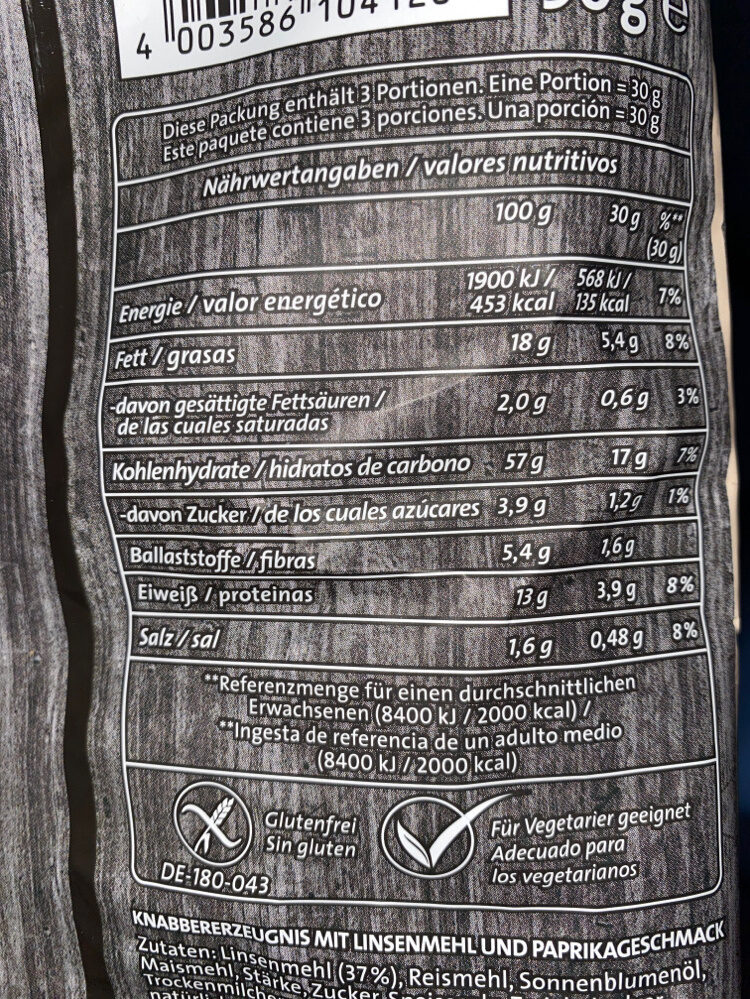 4 003586 104
g e
Diese Packung enthält 3 Portionen. Eine Portion = 30 g
Este paquete contiene 3 porciones. Una porción = 30 g
Nährwertangaben / valores nutritivos
100 g 30 g %**
(30 g)
Energie / valor energético 1900 kJ / 453 kcal 568 kJ / 135 kcal 7%
Fett / grasas 18 g 5,4 g 8%
-davon gesättigte Fettsäuren / 2,0 g 0,6 g 3%
de las cuales saturadas
Kohlenhydrate / hidratos de carbono 57 g 17 g 7%
-davon Zucker / de los cuales azúcares 3,9 g 1,2 g 1%
Ballaststoffe / fibras 5,4 g 1,6 g
Eiweiß / proteinas 13 g 3,9 g 8%
Salz / sal 1,6 g 0,48 g 8%
**Referenzmenge für einen durchschnittlichen
Erwachsenen (8400 kJ / 2000 kcal) /
**Ingesta de referencia de un adulto medio
(8400 kJ / 2000 kcal)
Glutenfrei
Sin gluten
DE-180-043
Für Vegetarier geeignet
Adecuado para
los vegetarianos
KNABBERERZEUGNIS MIT LINSENMEHL UND PAPRIKAGESCHMACK
Zutaten: Linsenmehl (37%), Reismehl, Sonnenblumenöl,
Maismehl, Stärke, Zucker,